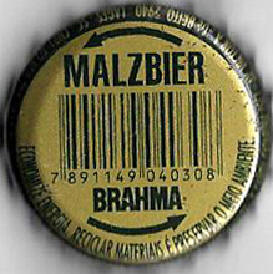 MALZBIER
7 891149 040308
BRAHMA
ECONOMIZE ENERGIA. RECICLAR MATERIAIS É PRESERVAR O MEIO AMBIENTE.